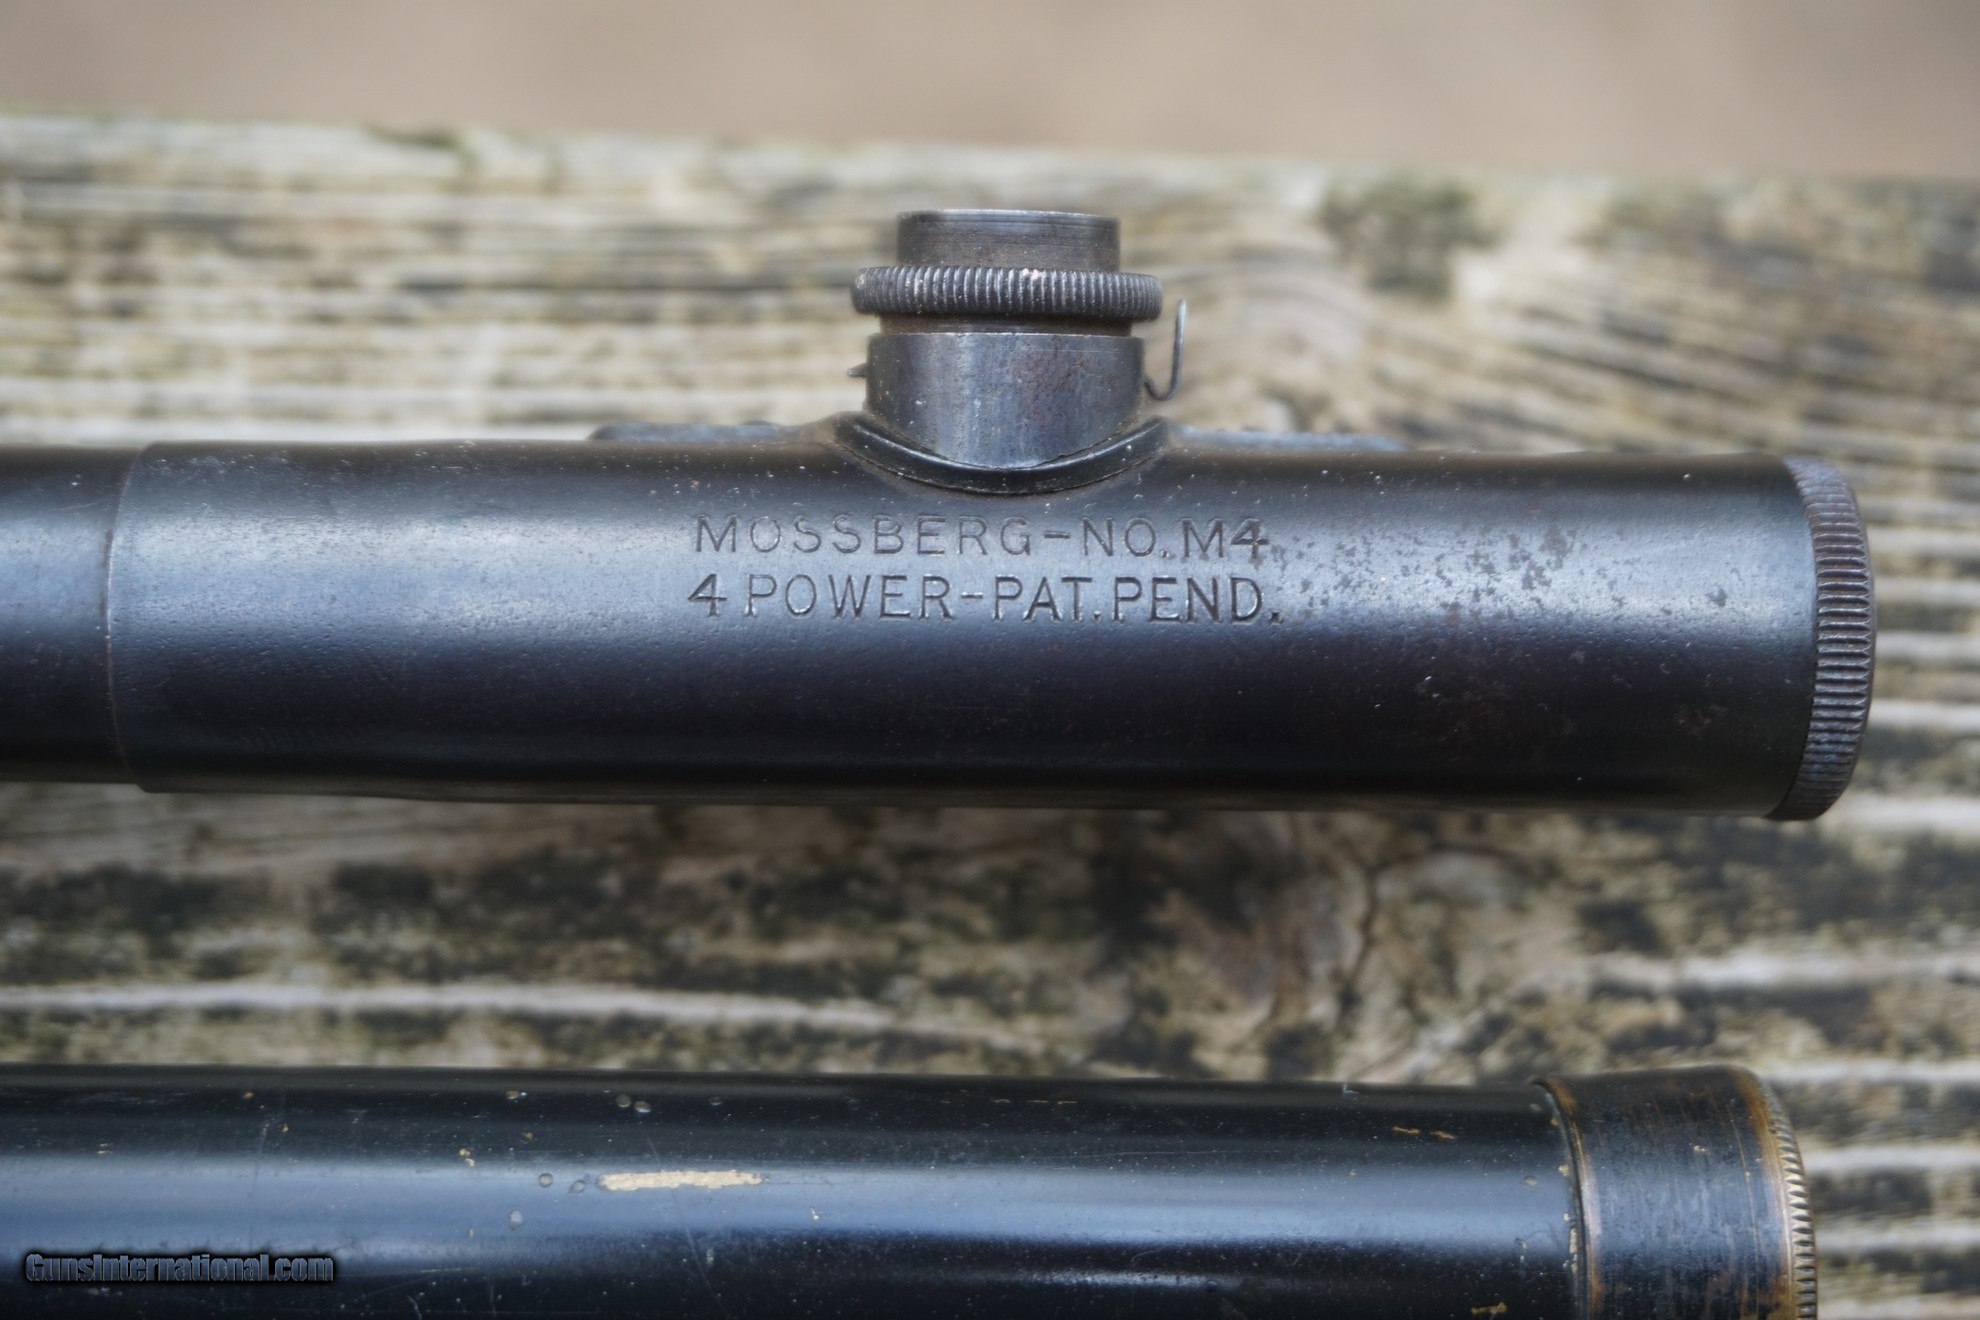 MOSSBERG-NO.M4
4 POWER-PAT.PEND.
GunsInternational.com